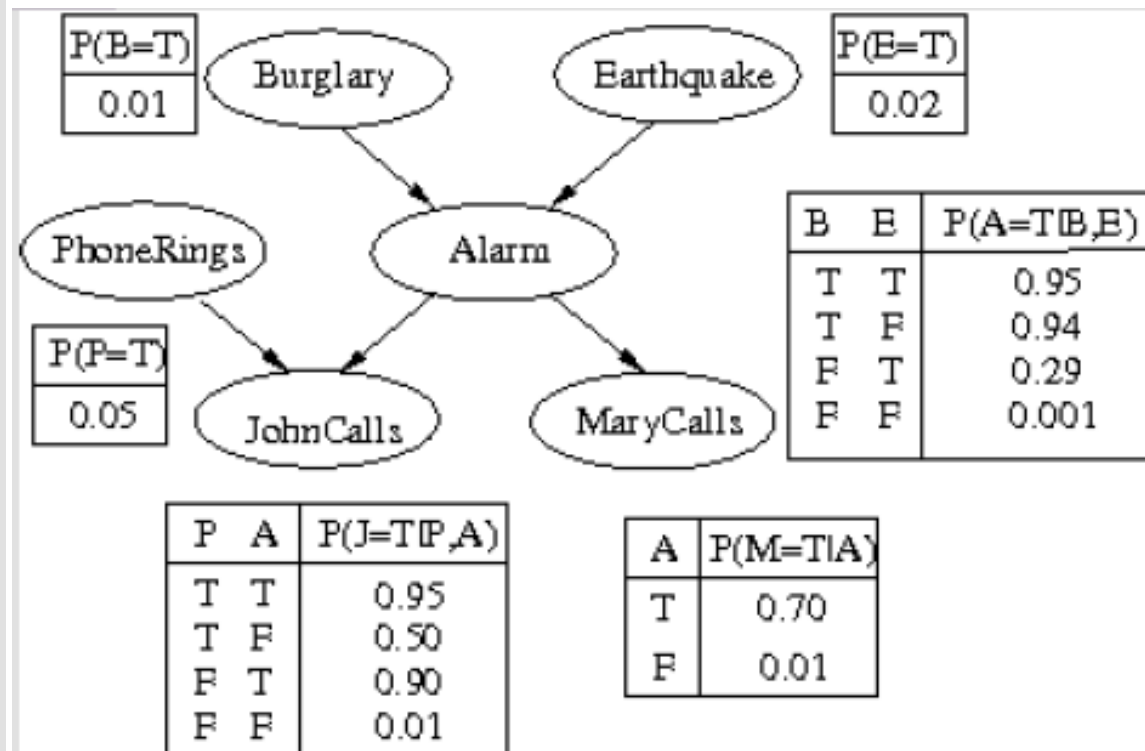 P(B=T)
0.01
Burglary
Earthquake
P(E=T)
0.02
PhoneRings
Alarm
P(P=T)
0.05
JohnCalls
MaryCalls
B E P(A=T|B,E)
T T 0.95
T F 0.94
F T 0.29
F F 0.001
P A P(J=T|P,A)
T T 0.95
T F 0.50
F T 0.90
F F 0.01
A P(M=T|A)
T 0.70
F 0.01